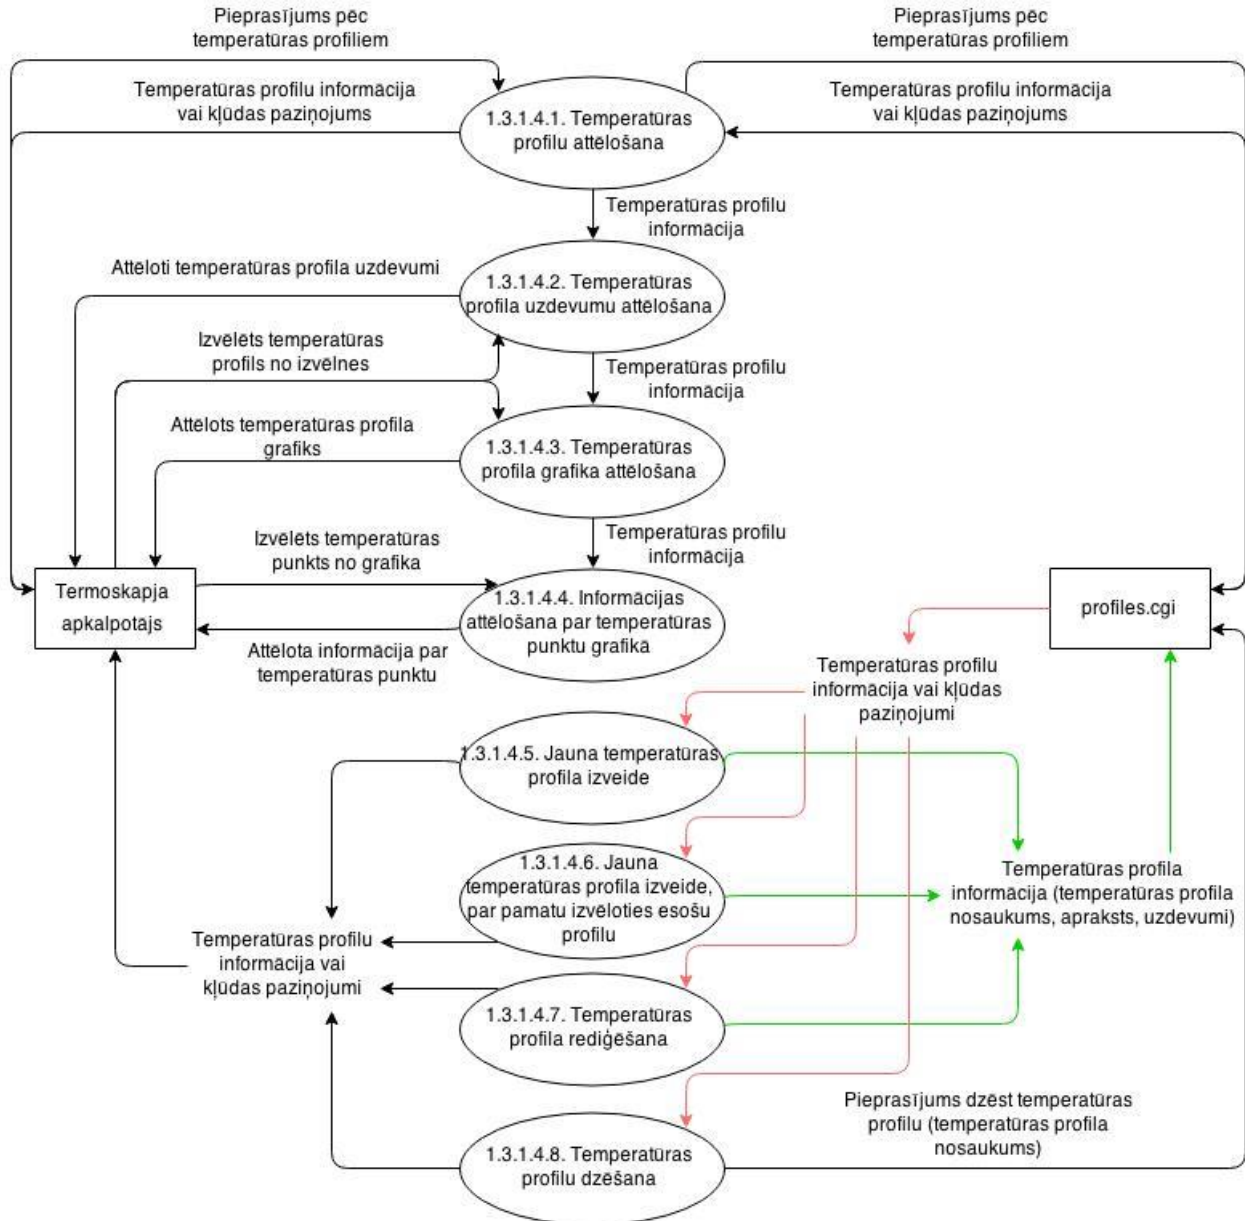 Pieprasījums pēc
temperatūras profiliem
Pieprasījums pēc
temperatūras profiliem
Temperatūras profilu informācija
vai kļūdas paziņojums
Temperatūras profilu informācija
vai kļūdas paziņojums
1.3.1.4.1. Temperatūras
profilu attēlošana
Temperatūras profilu
informācija
Attēloti temperatūras profila uzdevumi
1.3.1.4.2. Temperatūras
profila uzdevumu attēlošana
Izvēlēts temperatūras
profils no izvēlnes
Temperatūras profilu
informācija
Attēlots temperatūras profila
grafiks
1.3.1.4.3. Temperatūras
profila grafika attēlošana
Izvēlēts temperatūras
punkts no grafika
Temperatūras profilu
informācija
Termoskapja
apkalpotājs
1.3.1.4.4. Informācijas
attēlošana par temperatūras
punktu grafikā
profiles.cgi
Attēlota informācija par
temperatūras punktu
Temperatūras profilu
informācija vai kļūdas
paziņojumi
1.3.1.4.5. Jauna temperatūras
profila izveide
1.3.1.4.6. Jauna
temperatūras profila izveide,
par pamatu izvēloties esošu
profilu
Temperatūras profila
informācija (temperatūras profila
nosaukums, apraksts, uzdevumi)
Temperatūras profilu
informācija vai
kļūdas paziņojumi
1.3.1.4.7. Temperatūras
profila rediģēšana
Pieprasījums dzēst temperatūras
profilu (temperatūras profila
nosaukums)
1.3.1.4.8. Temperatūras
profilu dzēšana